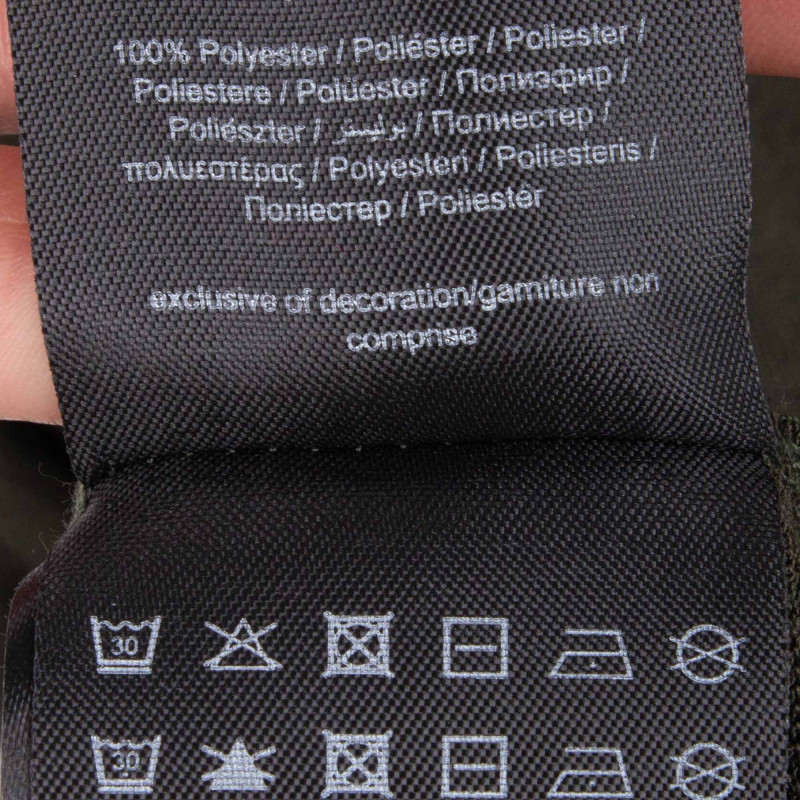 100% Polyester / Poliéster / Poliester /
Poliestere / Polüester / Полиэфир /
Poliészter / بوليستر / Полиестер /
πολυεστέρας / Polyesteri / Poliesteris /
Поліестер / Poliestér
exclusive of decoration/garniture non
comprise
30
30